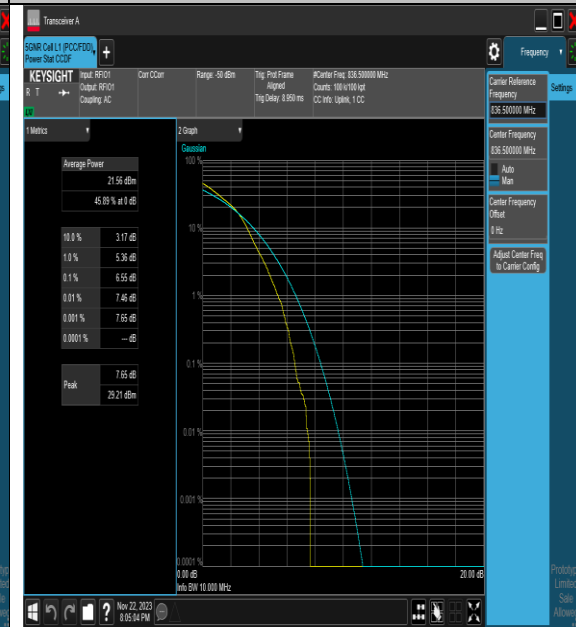 Transceiver A
5GNR Cell L1 (PCC/FDD),
Power Stat CCDF
+
Frequency
KEYSIGHT
R T
Input: RFIO1
Output: RFIO1
Coupling: AC
Corr CCorr
Range: -50 dBm
Trig: Prot Frame
Aligned
Trig Delay: 8.950 ms
#Center Freq: 836.500000 MHz
Counts: 100 k/100 kpt
CC Info: Uplink, 1 CC
Carrier Reference
Frequency
836.500000 MHz
Settings
Center Frequency
836.500000 MHz
Auto
Man
Center Frequency
Offset
0 Hz
Adjust Center Freq
to Carrier Config
1 Metrics
Average Power
21.56 dBm
45.89 % at 0 dB
10.0 % 3.17 dB
1.0 % 5.36 dB
0.1 % 6.55 dB
0.01 % 7.46 dB
0.001 % 7.65 dB
0.0001 % --- dB
Peak
7.65 dB
29.21 dBm
2 Graph
Gaussian
100 %
10 %
1 %
0.1 %
0.01 %
0.001 %
0.0001 %
0.00 dB
20.00 dB
Info BW 10.000 MHz
Nov 22, 2023
8:05:04 PM
?